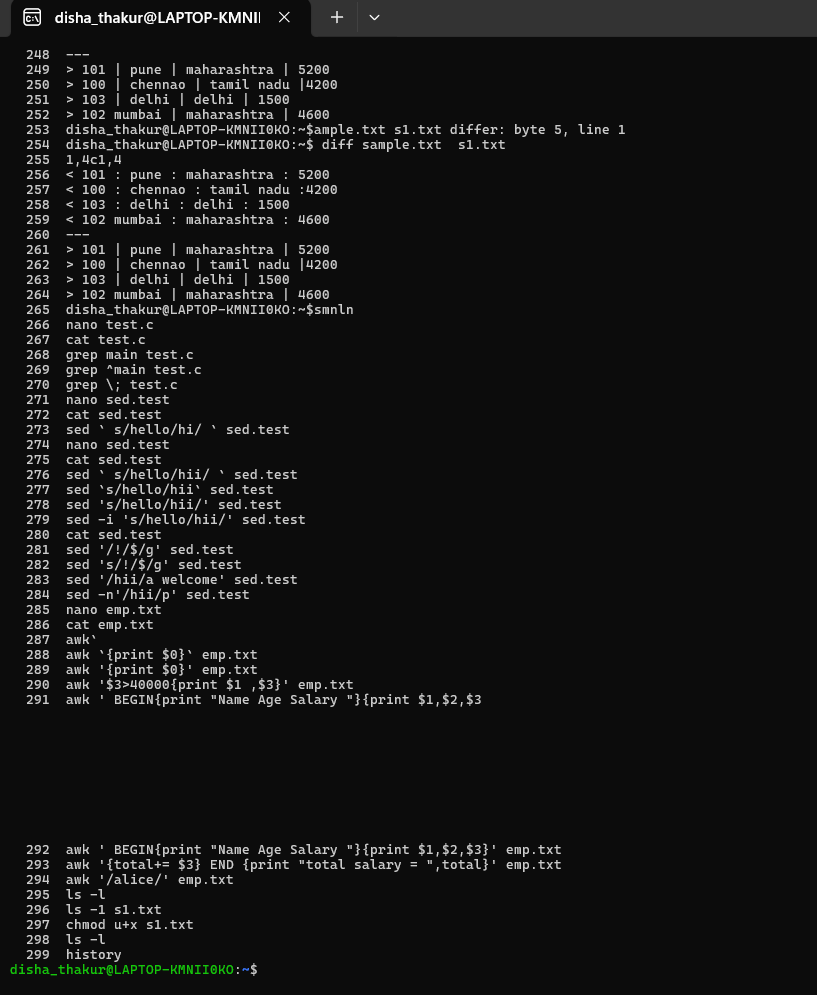 disha_thakur@LAPTOP-KMNII
248 ---
249 > 101 | pune | maharashtra | 5200
250 > 100 | chennao | tamil nadu |4200
251 > 103 | delhi | delhi | 1500
252 > 102 mumbai | maharashtra | 4600
253 disha_thakur@LAPTOP-KMNII0KO:~$ample.txt s1.txt differ: byte 5, line 1
254 disha_thakur@LAPTOP-KMNII0KO:~$ diff sample.txt  s1.txt
255 1,4c1,4
256 < 101 : pune : maharashtra : 5200
257 < 100 : chennao : tamil nadu :4200
258 < 103 : delhi : delhi : 1500
259 < 102 mumbai : maharashtra : 4600
260 ---
261 > 101 | pune | maharashtra | 5200
262 > 100 | chennao | tamil nadu |4200
263 > 103 | delhi | delhi | 1500
264 > 102 mumbai | maharashtra | 4600
265 disha_thakur@LAPTOP-KMNII0KO:~$smnln
266 nano test.c
267 cat test.c
268 grep main test.c
269 grep ^main test.c
270 grep \; test.c
271 nano sed.test
272 cat sed.test
273 sed ` s/hello/hi/ ` sed.test
274 nano sed.test
275 cat sed.test
276 sed ` s/hello/hii/ ` sed.test
277 sed `s/hello/hii` sed.test
278 sed 's/hello/hii/' sed.test
279 sed -i 's/hello/hii/' sed.test
280 cat sed.test
281 sed '/!/$/g' sed.test
282 sed 's/!/$/g' sed.test
283 sed '/hii/a welcome' sed.test
284 sed -n'/hii/p' sed.test
285 nano emp.txt
286 cat emp.txt
287 awk`
288 awk `{print $0}` emp.txt
289 awk '{print $0}' emp.txt
290 awk '$3>40000{print $1 ,$3}' emp.txt
291 awk ' BEGIN{print "Name Age Salary "}{print $1,$2,$3
292 awk ' BEGIN{print "Name Age Salary "}{print $1,$2,$3}' emp.txt
293 awk '{total+= $3} END {print "total salary = ",total}' emp.txt
294 awk '/alice/' emp.txt
295 ls -l
296 ls -1 s1.txt
297 chmod u+x s1.txt
298 ls -l
299 history
disha_thakur@LAPTOP-KMNII0KO:~$